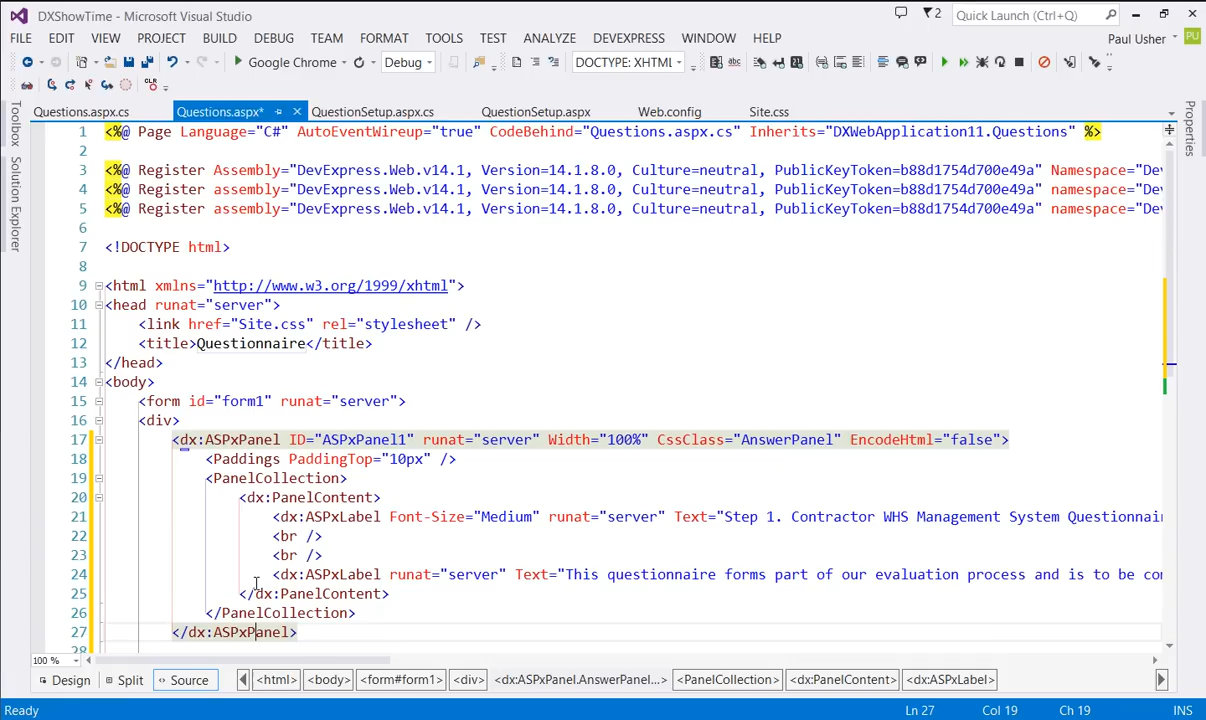 DXShowTime - Microsoft Visual Studio
2
Quick Launch (Ctrl+Q)
FILE EDIT VIEW PROJECT BUILD DEBUG TEAM FORMAT TOOLS TEST ANALYZE DEVEXPRESS WINDOW HELP
Paul Usher PU
Google Chrome Debug DOCTYPE: XHTML abc
CLR
Toolbox
Solution Explorer
Properties
Questions.aspx.cs Questions.aspx* QuestionSetup.aspx.cs QuestionSetup.aspx Web.config Site.css
1 <%@ Page Language="C#" AutoEventWireup="true" CodeBehind="Questions.aspx.cs" Inherits="DXWebApplication11.Questions" %>
2
3 <%@ Register Assembly="DevExpress.Web.v14.1, Version=14.1.8.0, Culture=neutral, PublicKeyToken=b88d1754d700e49a" Namespace="Dev
4 <%@ Register assembly="DevExpress.Web.v14.1, Version=14.1.8.0, Culture=neutral, PublicKeyToken=b88d1754d700e49a" namespace="Dev
5 <%@ Register assembly="DevExpress.Web.v14.1, Version=14.1.8.0, Culture=neutral, PublicKeyToken=b88d1754d700e49a" namespace="Dev
6
7 <!DOCTYPE html>
8
9 <html xmlns="http://www.w3.org/1999/xhtml">
10 <head runat="server">
11 <link href="Site.css" rel="stylesheet" />
12 <title>Questionnaire</title>
13 </head>
14 <body>
15 <form id="form1" runat="server">
16 <div>
17 <dx:ASPxPanel ID="ASPxPanel1" runat="server" Width="100%" CssClass="AnswerPanel" EncodeHtml="false">
18 <Paddings PaddingTop="10px" />
19 <PanelCollection>
20 <dx:PanelContent>
21 <dx:ASPxLabel Font-Size="Medium" runat="server" Text="Step 1. Contractor WHS Management System Questionnai
22 <br />
23 <br />
24 <dx:ASPxLabel runat="server" Text="This questionnaire forms part of our evaluation process and is to be co
25 </dx:PanelContent>
26 </PanelCollection>
27 </dx:ASPxPanel>
28
100 %
Design Split Source <html> <body> <form#form1> <div> <dx:ASPxPanel.AnswerPanel...> <PanelCollection> <dx:PanelContent> <dx:ASPxLabel>
Ready Ln 27 Col 19 Ch 19 INS